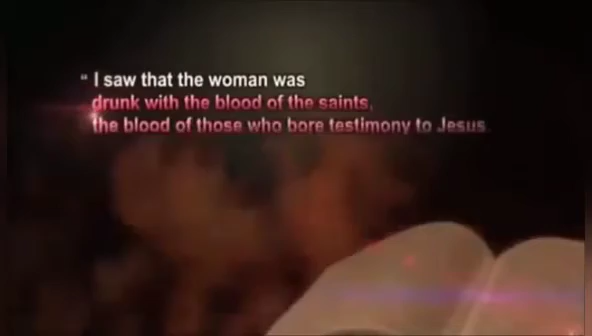 “ I saw that the woman was
drunk with the blood of the saints,
the blood of those who bore testimony to Jesus.